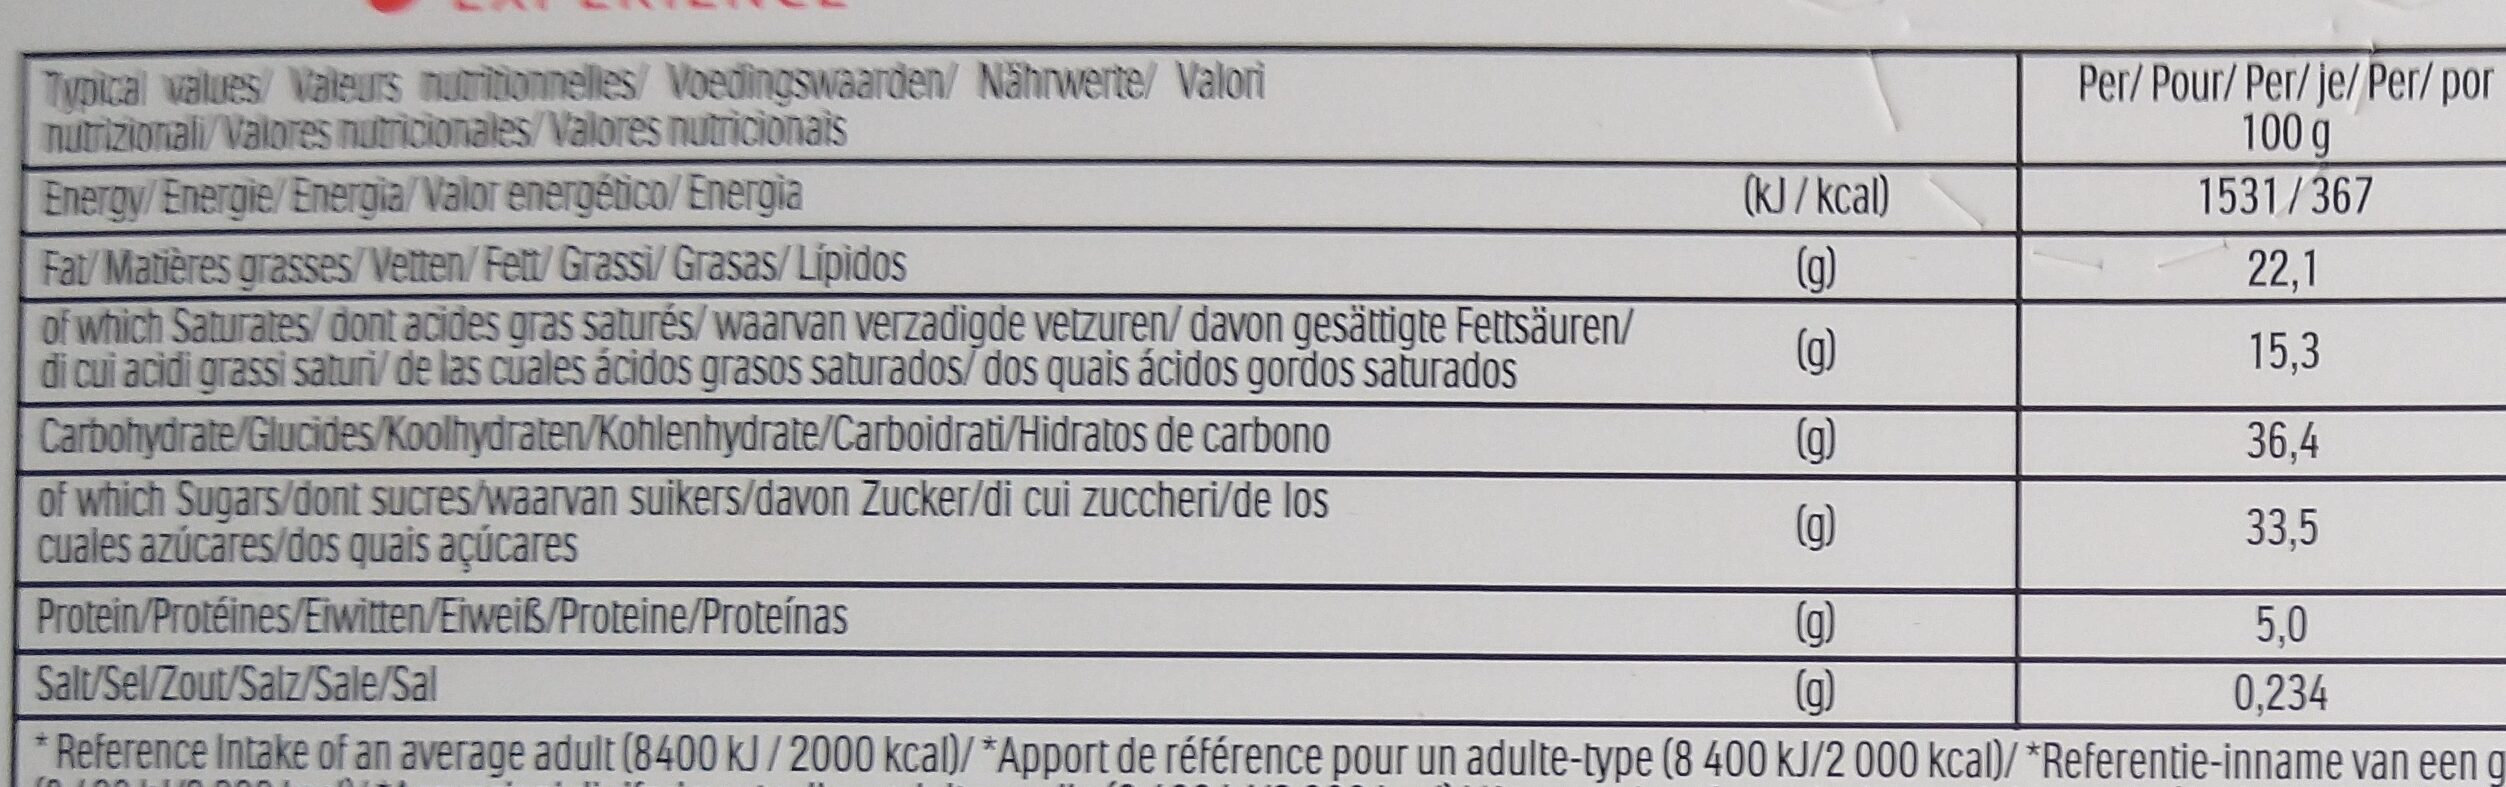 EXPERIENCE
Typical values/ Valeurs nutritionnelles/ Voedingswaarden/ Nährwerte/ Valori
nutrizionali/Valores nutricionales/Valores nutricionais
Per/ Pour/ Per/ je/ Per/ por
100 g
Energy/ Energie/ Energia/ Valor energético/ Energia (kJ / kcal) 1531 / 367
Fat/ Matières grasses/ Vetten/ Fett/ Grassi/ Grasas/ Lípidos (g) 22,1
of which Saturates/ dont acides gras saturés/ waarvan verzadigde vetzuren/ davon gesättigte Fettsäuren/
di cui acidi grassi saturi/ de las cuales ácidos grasos saturados/ dos quais ácidos gordos saturados
(g) 15,3
Carbohydrate/Glucides/Koolhydraten/Kohlenhydrate/Carboidrati/Hidratos de carbono (g) 36,4
of which Sugars/dont sucres/waarvan suikers/davon Zucker/di cui zuccheri/de los
cuales azúcares/dos quais açúcares
(g) 33,5
Protein/Protéines/Eiwitten/Eiweiß/Proteine/Proteínas (g) 5,0
Salt/Sel/Zout/Salz/Sale/Sal (g) 0,234
* Reference Intake of an average adult (8400 kJ / 2000 kcal)/ *Apport de référence pour un adulte-type (8 400 kJ/2 000 kcal)/ *Referentie-inname van een g